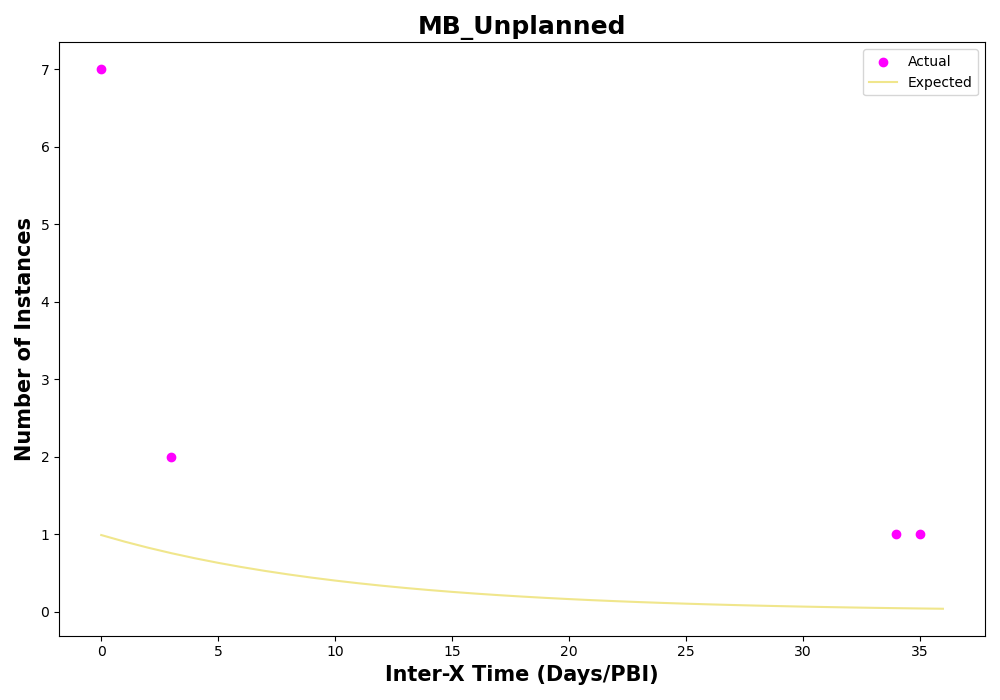 MB_Unplanned
Actual
Expected
Number of Instances
7
6
5
4
3
2
1
0
0 5 10 15 20 25 30 35
Inter-X Time (Days/PBI)